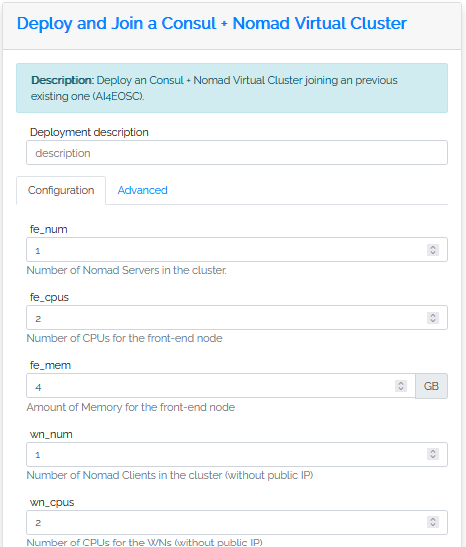 Deploy and Join a Consul + Nomad Virtual Cluster
Description: Deploy an Consul + Nomad Virtual Cluster joining an previous
existing one (AI4EOSC).
Deployment description
description
Configuration
Advanced
fe_num
1
Number of Nomad Servers in the cluster.
fe_cpus
2
Number of CPUs for the front-end node
fe_mem
4
GB
Amount of Memory for the front-end node
wn_num
1
Number of Nomad Clients in the cluster (without public IP)
wn_cpus
2
Number of CPUs for the WNs (without public IP)